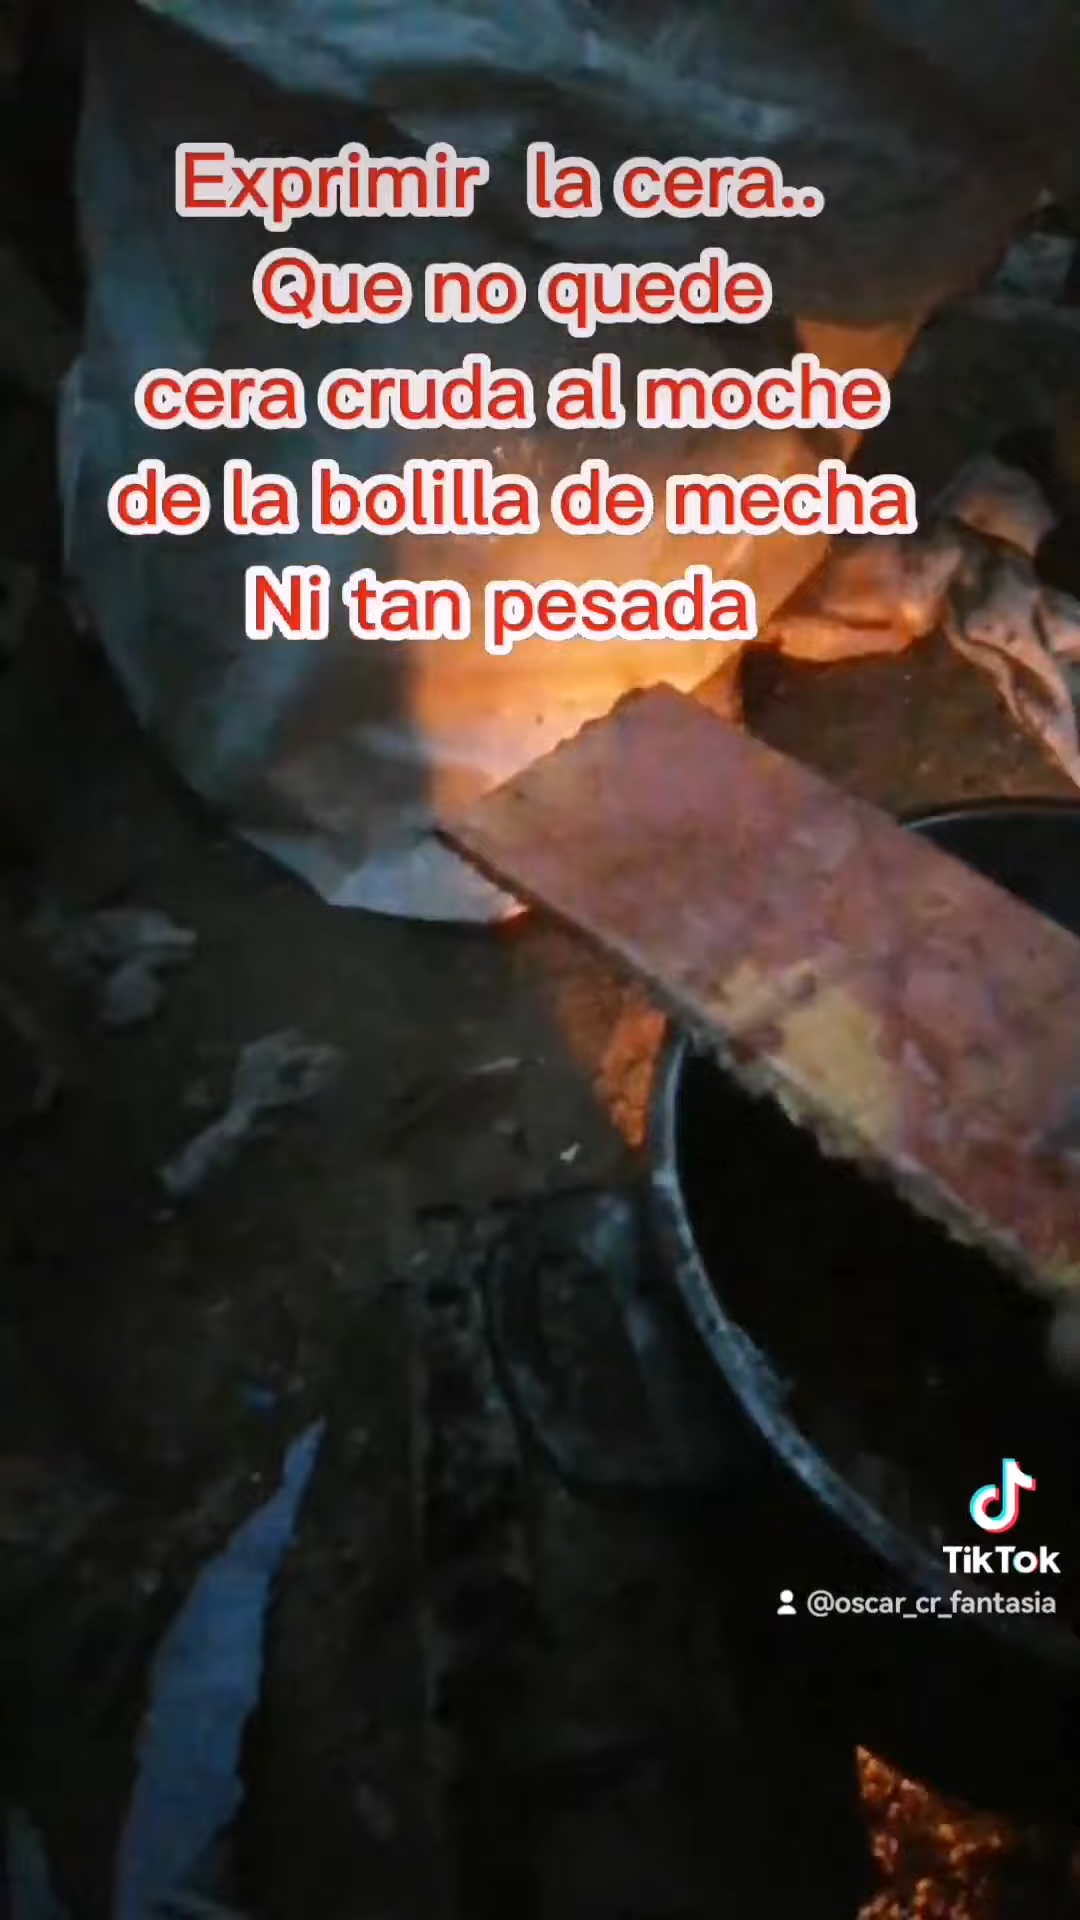 Exprimir la cera..
Que no quede
cera cruda al moche
de la bolilla de mecha
Ni tan pesada
TikTok
@oscar_cr_fantasia